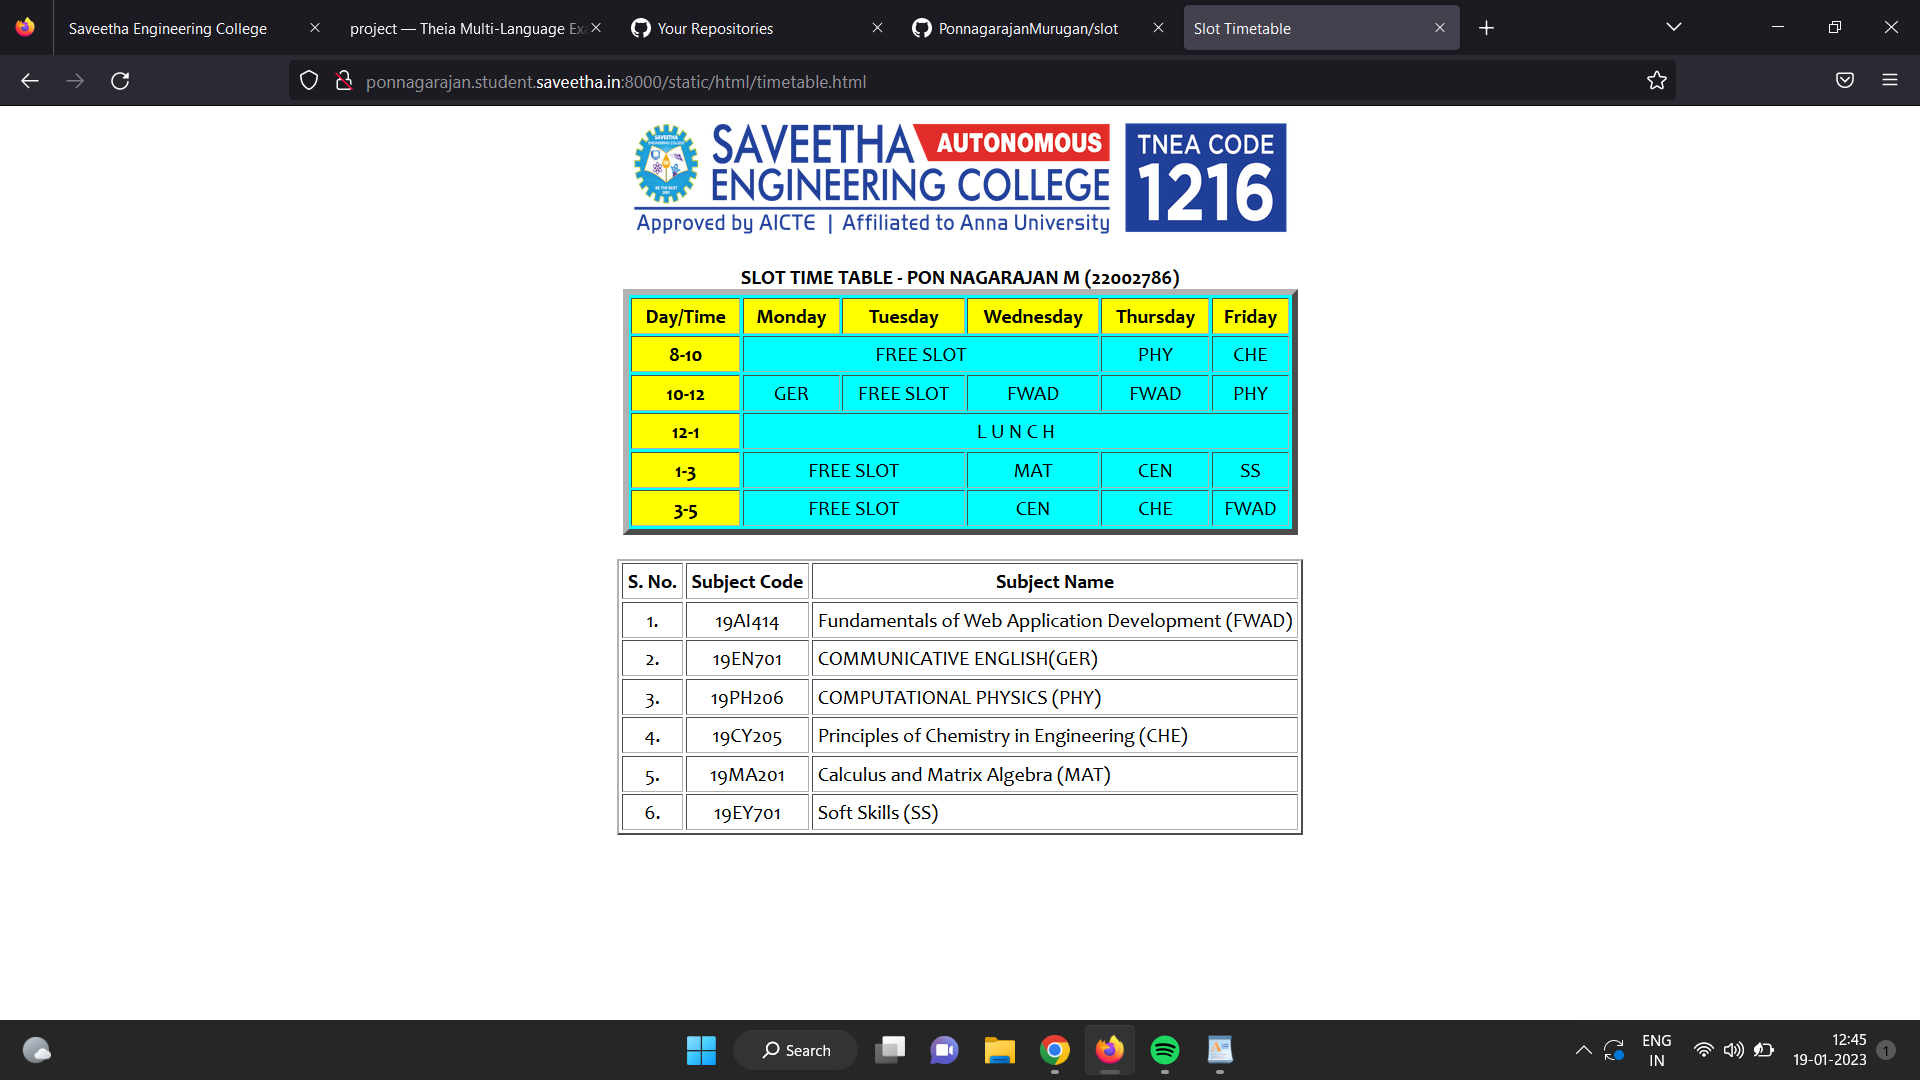 Saveetha Engineering College
project — Theia Multi-Language Ex
Your Repositories
PonnagarajanMurugan/slot
Slot Timetable
ponnagarajan.student.saveetha.in:8000/static/html/timetable.html
SAVEETHA AUTONOMOUS
ENGINEERING COLLEGE
Approved by AICTE | Affiliated to Anna University
TNEA CODE
1216
SLOT TIME TABLE - PON NAGARAJAN M (22002786)
Day/Time Monday Tuesday Wednesday Thursday Friday
8-10 FREE SLOT PHY CHE
10-12 GER FREE SLOT FWAD FWAD PHY
12-1 L U N C H
1-3 FREE SLOT MAT CEN SS
3-5 FREE SLOT CEN CHE FWAD
S. No. Subject Code Subject Name
1. 19AI414 Fundamentals of Web Application Development (FWAD)
2. 19EN701 COMMUNICATIVE ENGLISH(GER)
3. 19PH206 COMPUTATIONAL PHYSICS (PHY)
4. 19CY205 Principles of Chemistry in Engineering (CHE)
5. 19MA201 Calculus and Matrix Algebra (MAT)
6. 19EY701 Soft Skills (SS)
Search
ENG
IN
12:45
19-01-2023
1